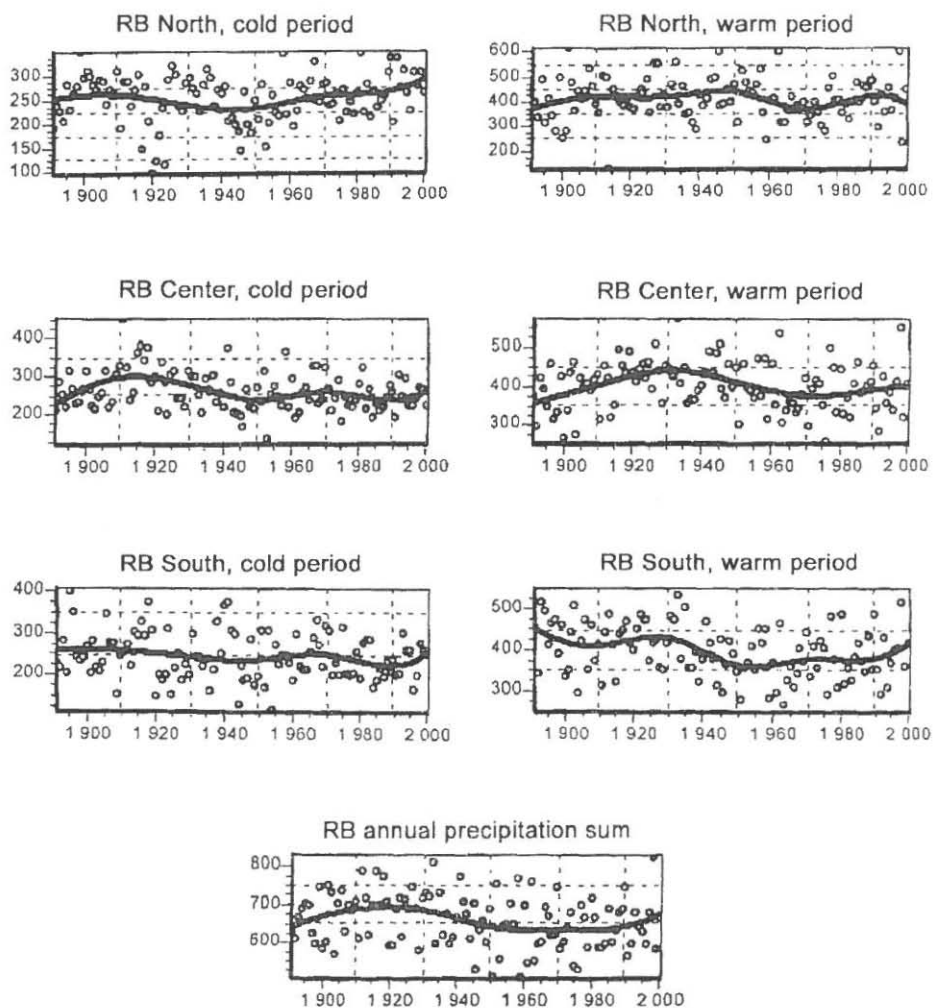 RB North, cold period
300
250
200
150
100
1 900 1 920 1 940 1 960 1 980 2 000
RB North, warm period
600
500
400
300
200
1 900 1 920 1 940 1 960 1 980 2 000
RB Center, cold period
400
300
200
1 900 1 920 1 940 1 960 1 980 2 000
RB Center, warm period
500
400
300
1 900 1 920 1 940 1 960 1 980 2 000
RB South, cold period
400
300
200
1 900 1 920 1 940 1 960 1 980 2 000
RB South, warm period
500
400
300
1 900 1 920 1 940 1 960 1 980 2 000
RB annual precipitation sum
800
700
600
1 900 1 920 1 940 1 960 1 980 2 000